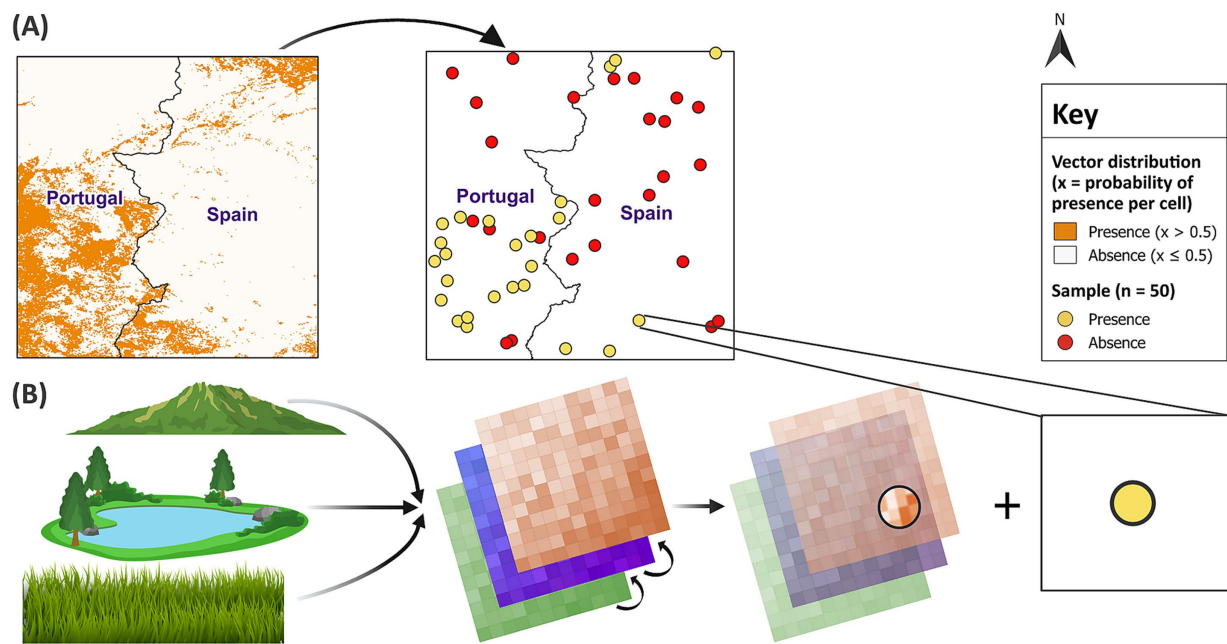 (A)
Portugal
Spain
Portugal
Spain
N
Key
Vector distribution
(x = probability of
presence per cell)
Presence (x > 0.5)
Absence (x ≤ 0.5)
Sample (n = 50)
Presence
Absence
(B)
+